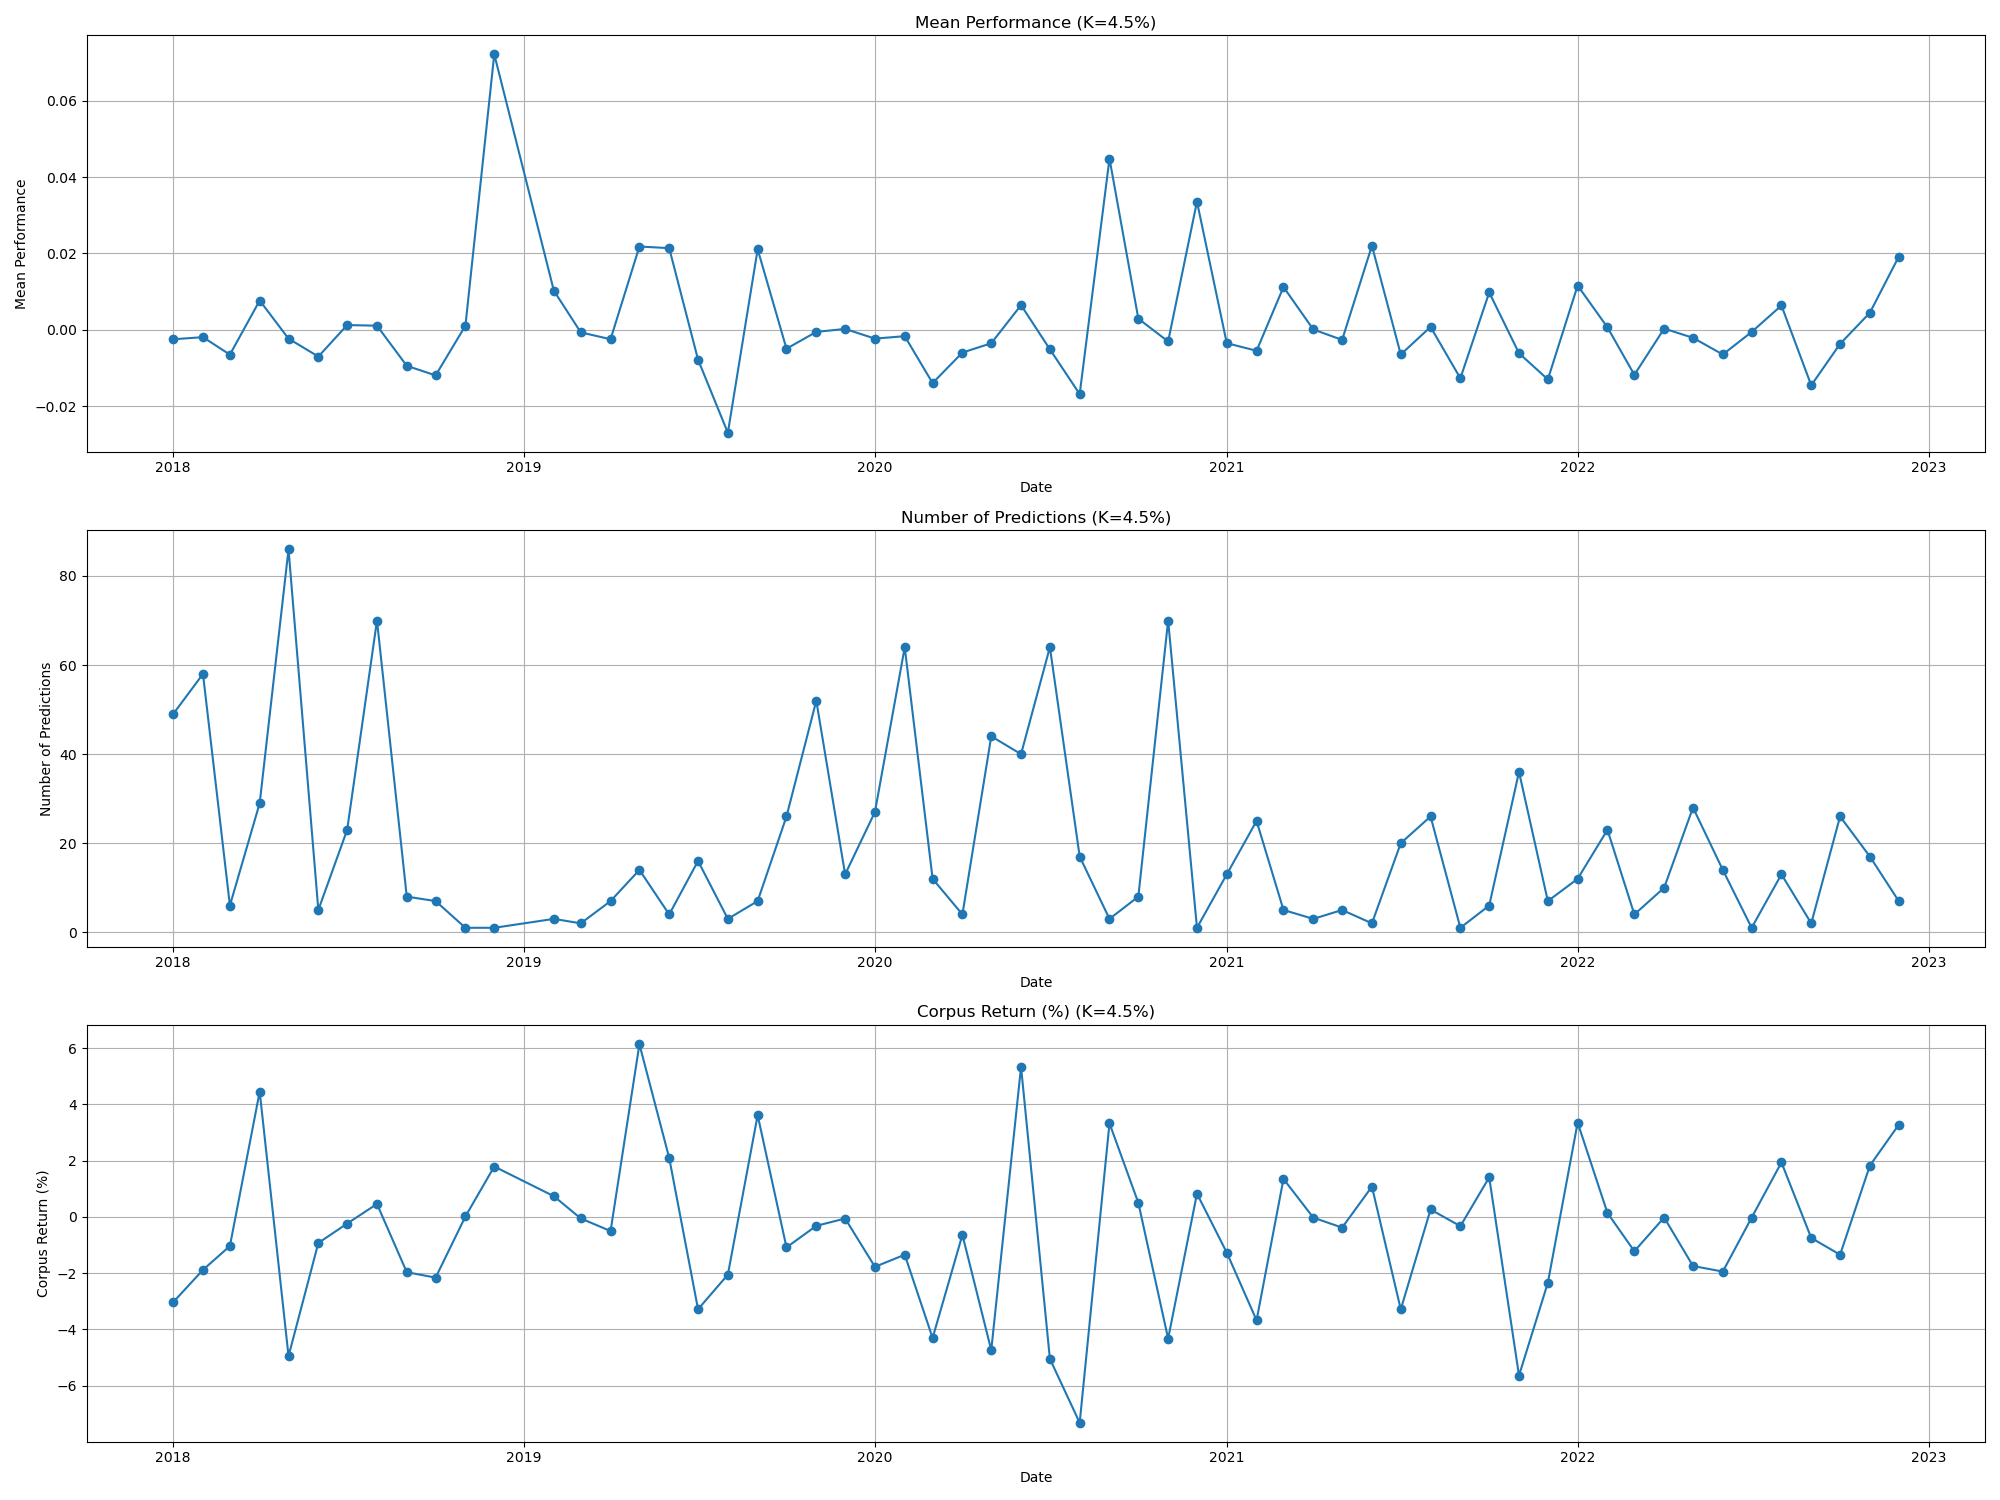 Mean Performance (K=4.5%)
Mean Performance
0.06
0.04
0.02
0.00
−0.02
2018 2019 2020 2021 2022 2023
Date
Number of Predictions (K=4.5%)
Number of Predictions
80
60
40
20
0
2018 2019 2020 2021 2022 2023
Date
Corpus Return (%) (K=4.5%)
Corpus Return (%)
6
4
2
0
−2
−4
−6
2018 2019 2020 2021 2022 2023
Date